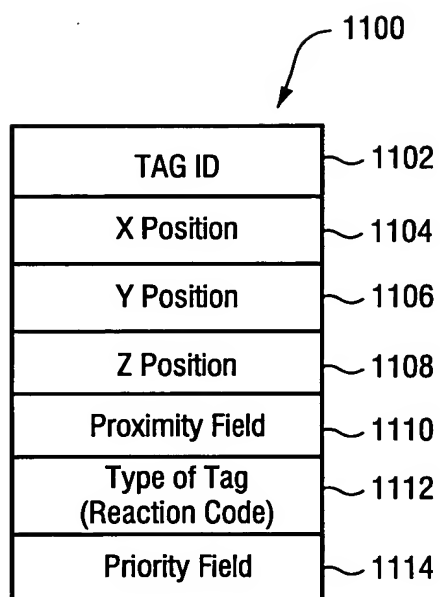 1100
TAG ID 1102
X Position 1104
Y Position 1106
Z Position 1108
Proximity Field 1110
Type of Tag
(Reaction Code) 1112
Priority Field 1114